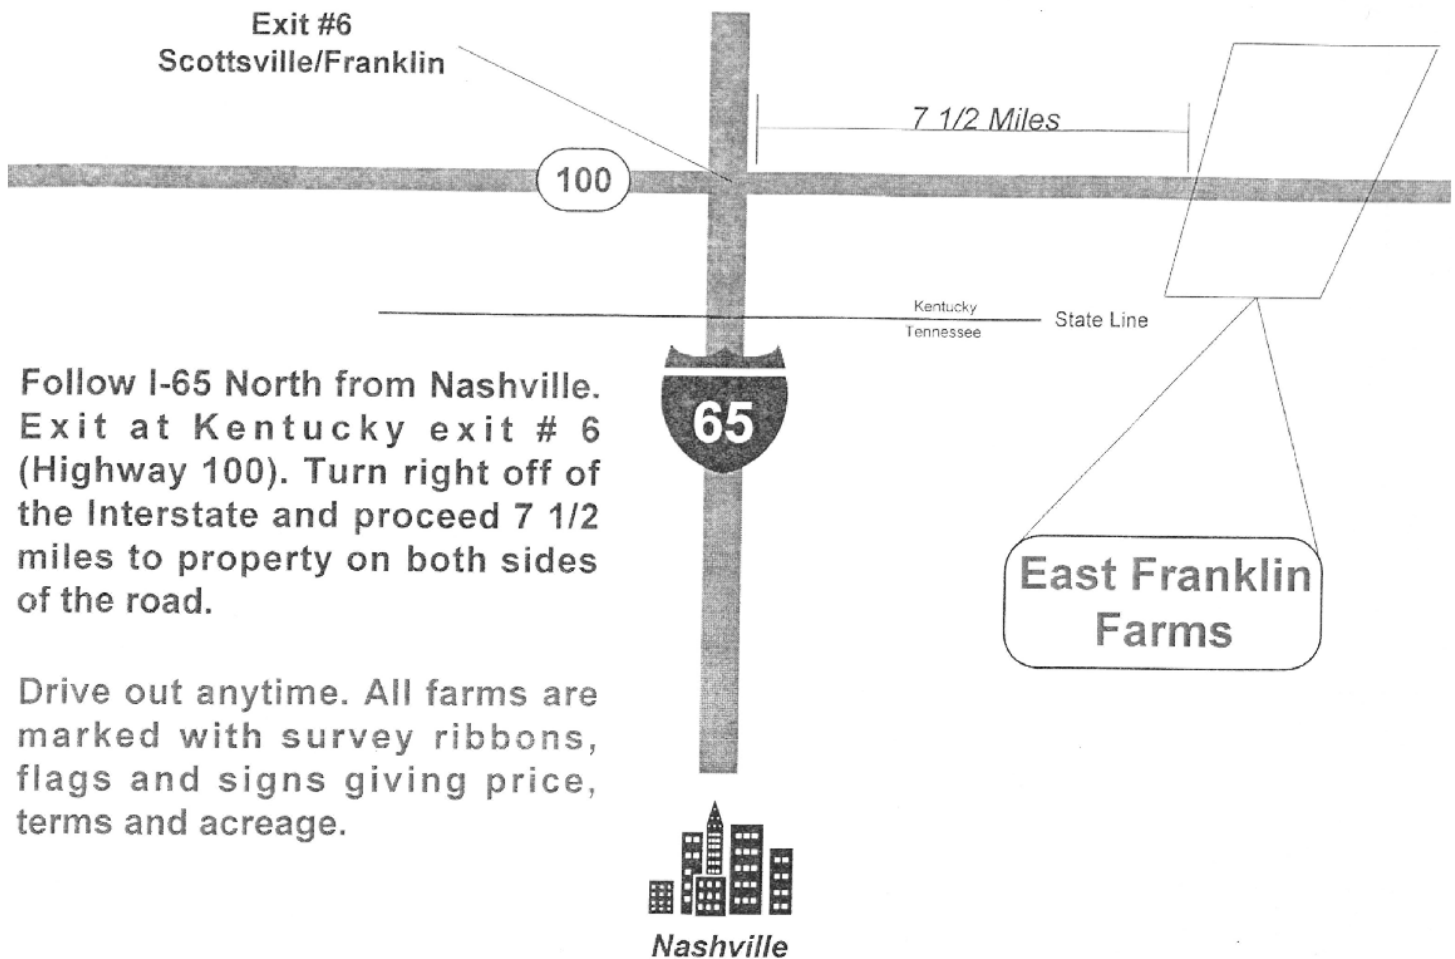 Exit #6
Scottsville/Franklin
7 1/2 Miles
100
Kentucky
Tennessee
State Line
65
Follow I-65 North from Nashville.
Exit at Kentucky exit # 6
(Highway 100). Turn right off of
the Interstate and proceed 7 1/2
miles to property on both sides
of the road.
East Franklin
Farms
Drive out anytime. All farms are
marked with survey ribbons,
flags and signs giving price,
terms and acreage.
Nashville